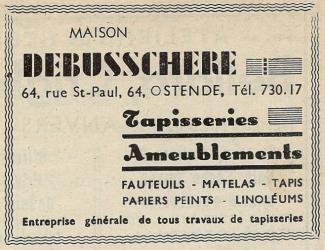 MAISON
DEBUSSCHERE
64, rue St-Paul, 64, OSTENDE, Tél. 730.17
Tapisseries
Ameublements
FAUTEUILS - MATELAS - TAPIS
PAPIERS PEINTS - LINOLÉUMS
Entreprise générale de tous travaux de tapisseries